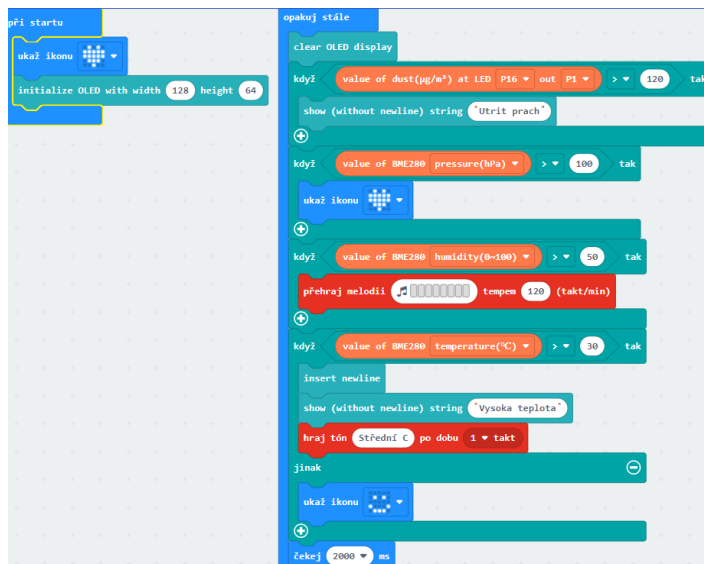 při startu
ukaž ikonu
initialize OLED with width 128 height 64
opakuj stále
clear OLED display
když value of dust(μg/m³) at LED P16 out P1 > 120 tak
show (without newline) string "Utrit prach"
když value of BME280 pressure(hPa) > 100 tak
ukaž ikonu
když value of BME280 humidity(0~100) > 50 tak
přehraj melodii tempem 120 (takt/min)
když value of BME280 temperature(℃) > 30 tak
insert newline
show (without newline) string "Vysoka teplota"
hraj tón Střední C po dobu 1 takt
jinak
ukaž ikonu
čekej 2000 ms